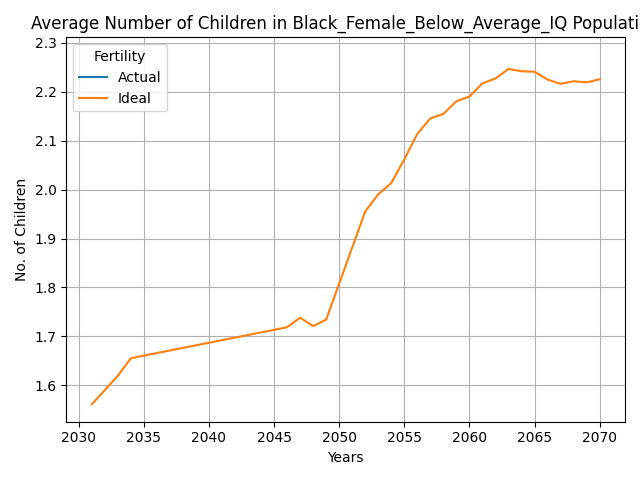 Average Number of Children in Black_Female_Below_Average_IQ Populati
2.3
2.2
2.1
2.0
1.9
1.8
1.7
1.6
No. of Children
Fertility
Actual
Ideal
2030 2035 2040 2045 2050 2055 2060 2065 2070
Years